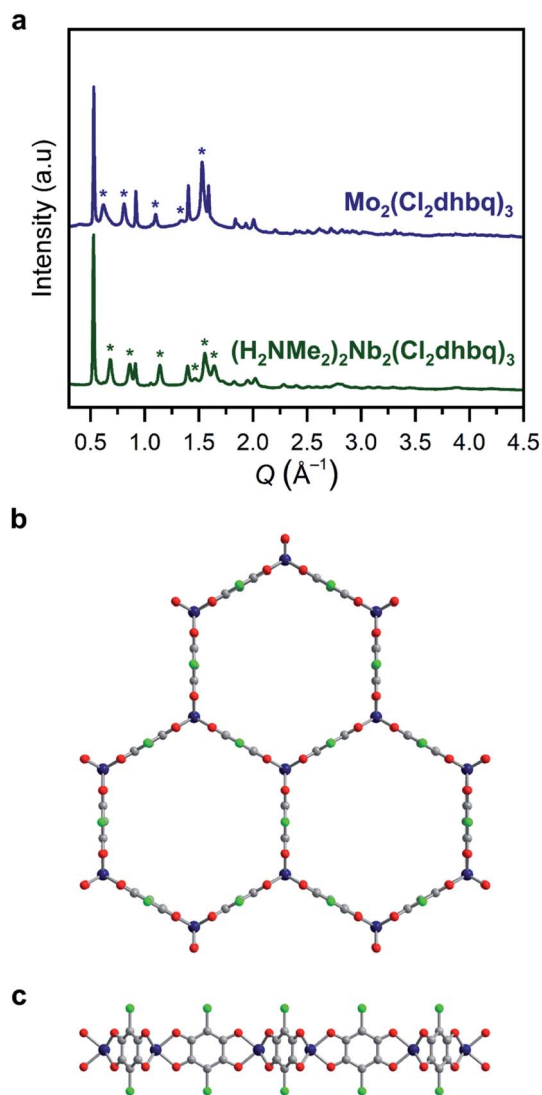 a
Intensity (a.u)
* * * * *
Mo₂(Cl₂dhbq)₃
* * * * * *
(H₂NMe₂)₂Nb₂(Cl₂dhbq)₃
0.5 1.0 1.5 2.0 2.5 3.0 3.5 4.0 4.5
Q (Å⁻¹)
b
c